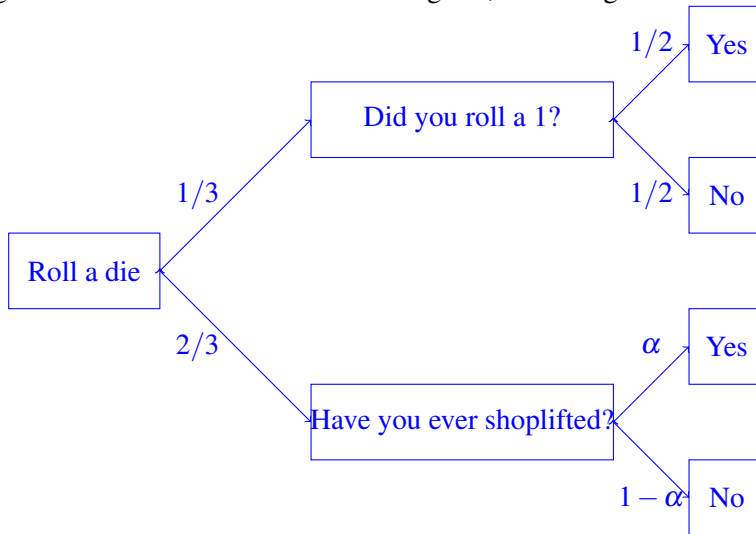 1/2
Yes
Did you roll a 1?
1/3
1/2
No
Roll a die
2/3
α
Yes
Have you ever shoplifted?
1 − α
No